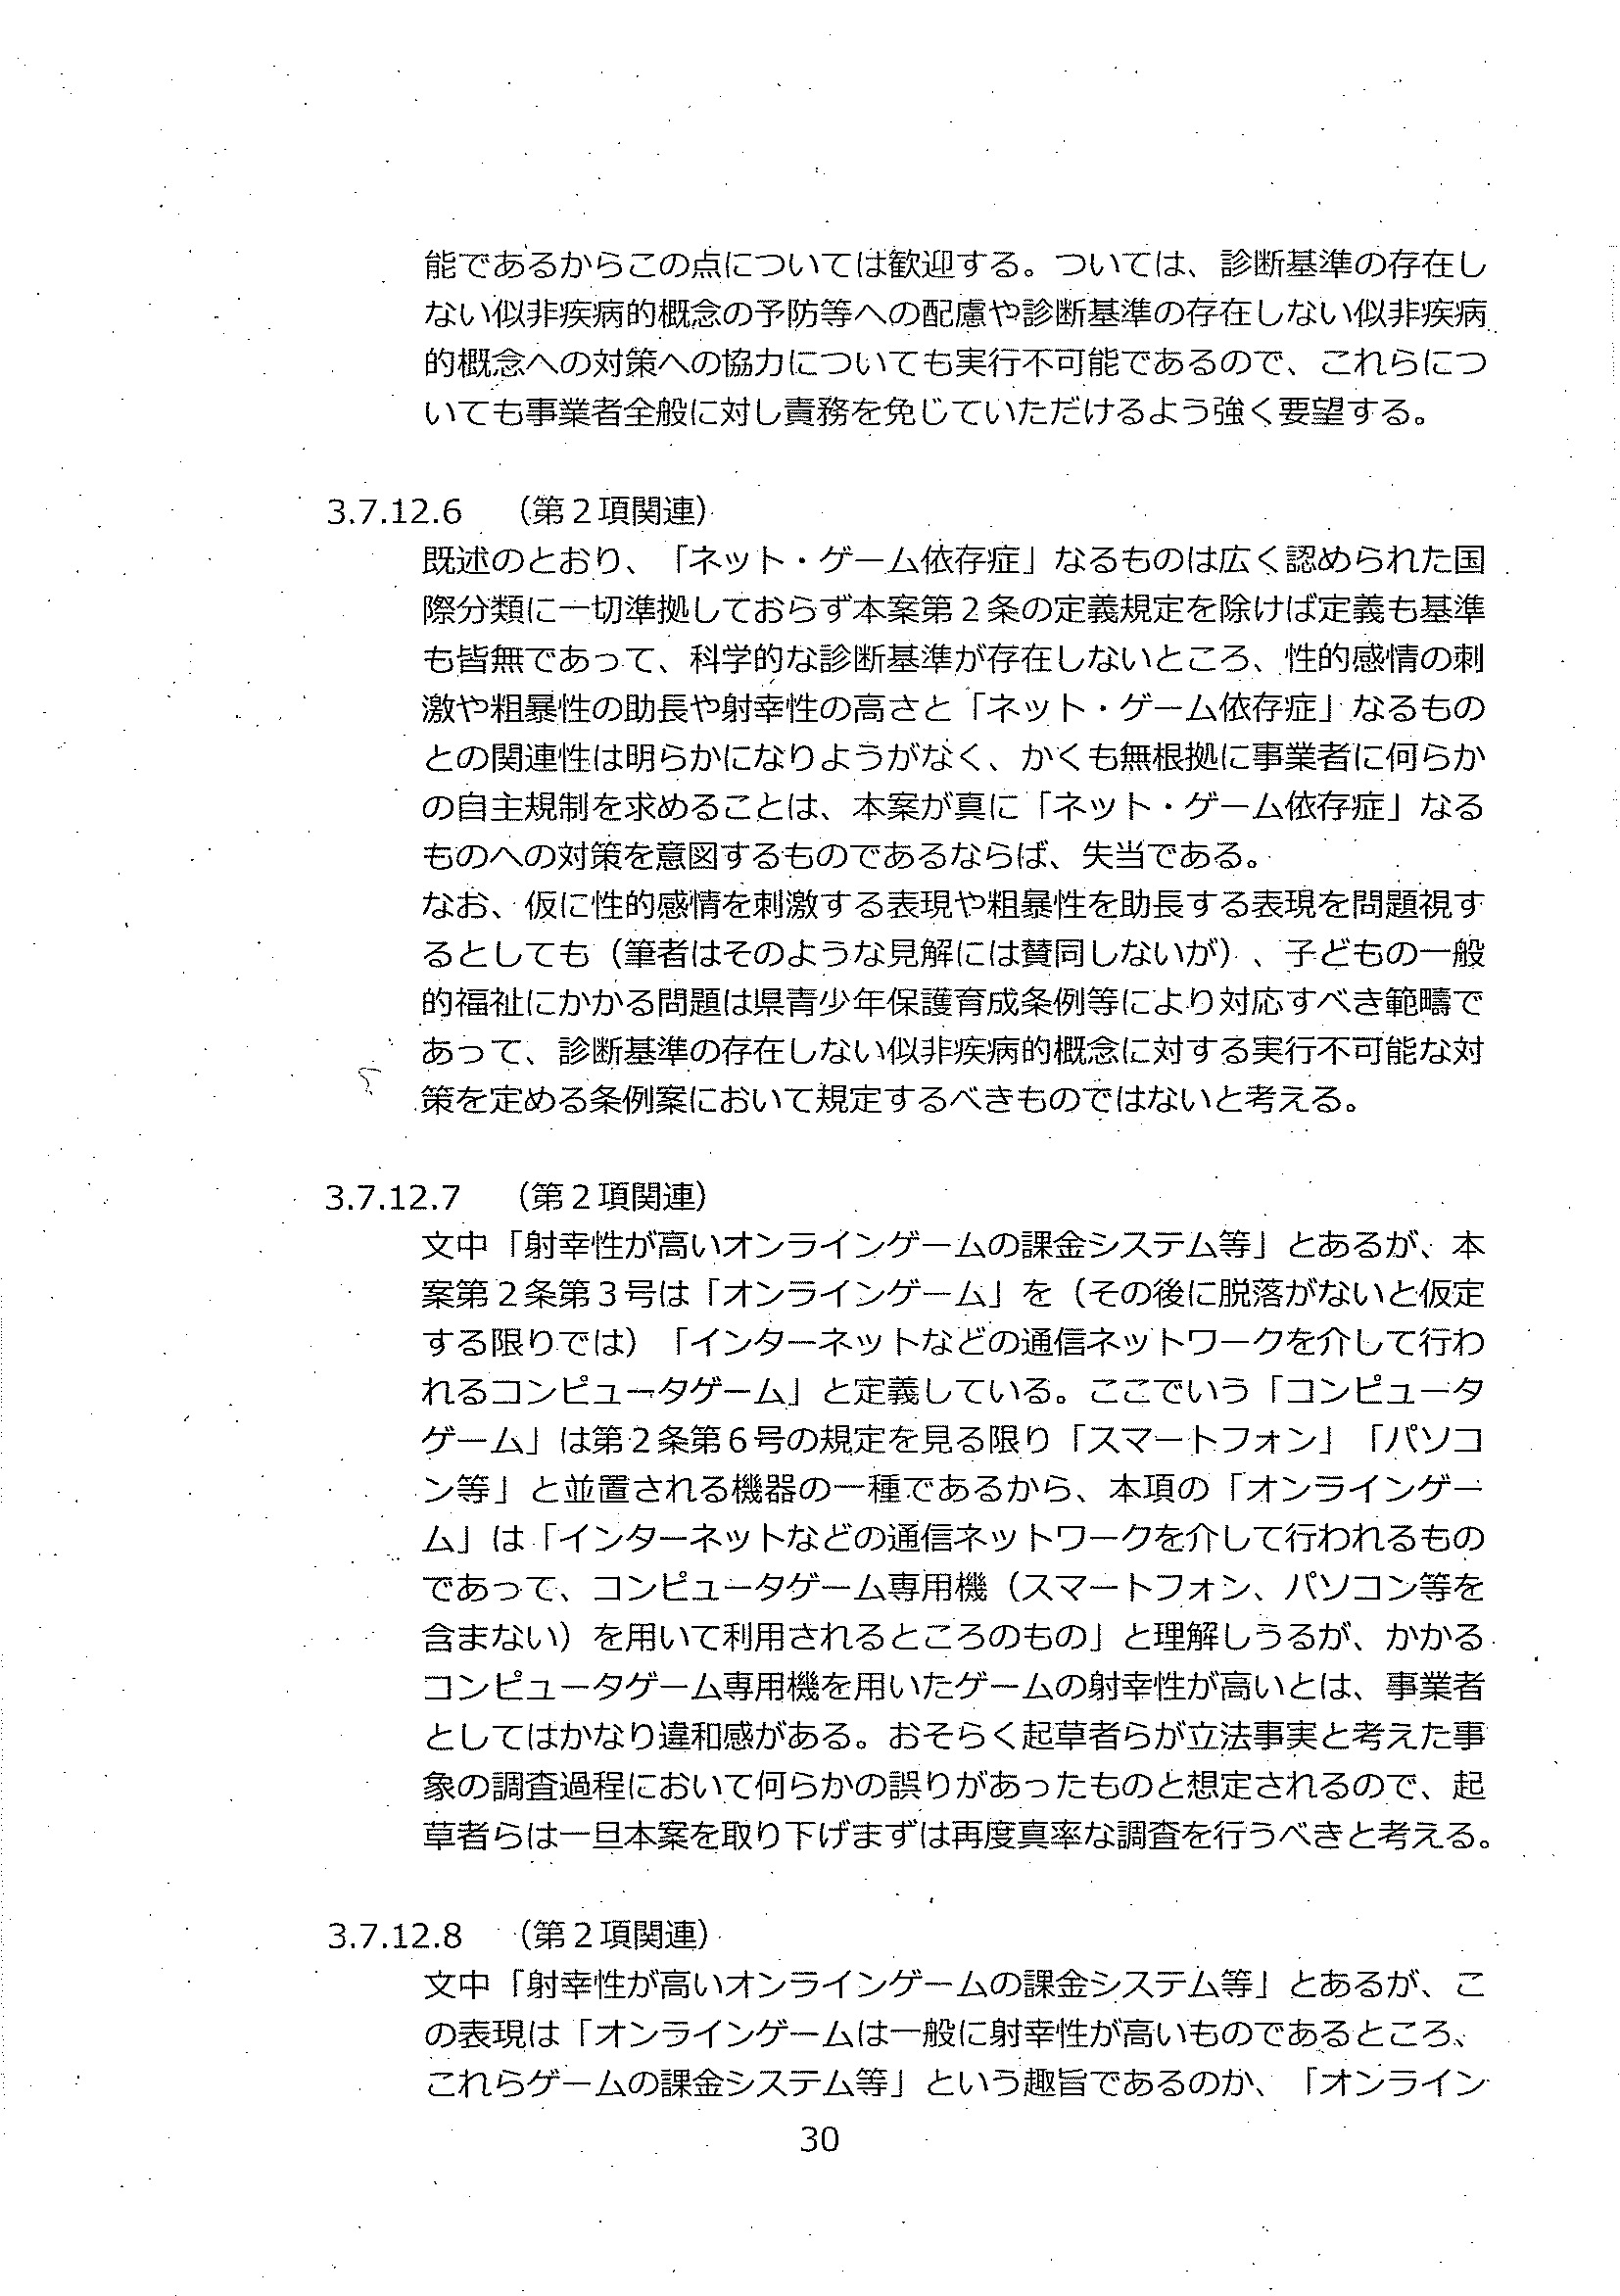 能であるからこの点については歓迎する。ついては、診断基準の存在し
ない似非疾病的概念の予防等への配慮や診断基準の存在しない似非疾病
的概念への対策への協力についても実行不可能であるので、これらにつ
いても事業者全般に対し責務を免じていただけるよう強く要望する。
3.7.12.6 （第２項関連）
既述のとおり、「ネット・ゲーム依存症」なるものは広く認められた国
際分類に一切準拠しておらず本案第２条の定義規定を除けば定義も基準
も皆無であって、科学的な診断基準が存在しないところ、性的感情の刺
激や粗暴性の助長や射幸性の高さと「ネット・ゲーム依存症」なるもの
との関連性は明らかになりようがなく、かくも無根拠に事業者に何らか
の自主規制を求めることは、本案が真に「ネット・ゲーム依存症」なる
ものへの対策を意図するものであるならば、失当である。
なお、仮に性的感情を刺激する表現や粗暴性を助長する表現を問題視す
るとしても（筆者はそのような見解には賛同しないが）、子どもの一般
的福祉にかかる問題は県青少年保護育成条例等により対応すべき範疇で
あって、診断基準の存在しない似非疾病的概念に対する実行不可能な対
策を定める条例案において規定するべきものではないと考える。
3.7.12.7 （第２項関連）
文中「射幸性が高いオンラインゲームの課金システム等」とあるが、本
案第２条第３号は「オンラインゲーム」を（その後に脱落がないと仮定
する限りでは）「インターネットなどの通信ネットワークを介して行わ
れるコンピュータゲーム」と定義している。ここでいう「コンピュータ
ゲーム」は第２条第６号の規定を見る限り「スマートフォン」「パソコ
ン等」と並置される機器の一種であるから、本項の「オンラインゲー
ム」は「インターネットなどの通信ネットワークを介して行われるもの
であって、コンピュータゲーム専用機（スマートフォン、パソコン等を
含まない）を用いて利用されるところのもの」と理解しうるが、かかる
コンピュータゲーム専用機を用いたゲームの射幸性が高いとは、事業者
としてはかなり違和感がある。おそらく起草者らが立法事実と考えた事
象の調査過程において何らかの誤りがあったものと想定されるので、起
草者らは一旦本案を取り下げまずは再度真率な調査を行うべきと考える。
3.7.12.8 （第２項関連）
文中「射幸性が高いオンラインゲームの課金システム等」とあるが、こ
の表現は「オンラインゲームは一般に射幸性が高いものであるところ、
これらゲームの課金システム等」という趣旨であるのか、「オンライン
30